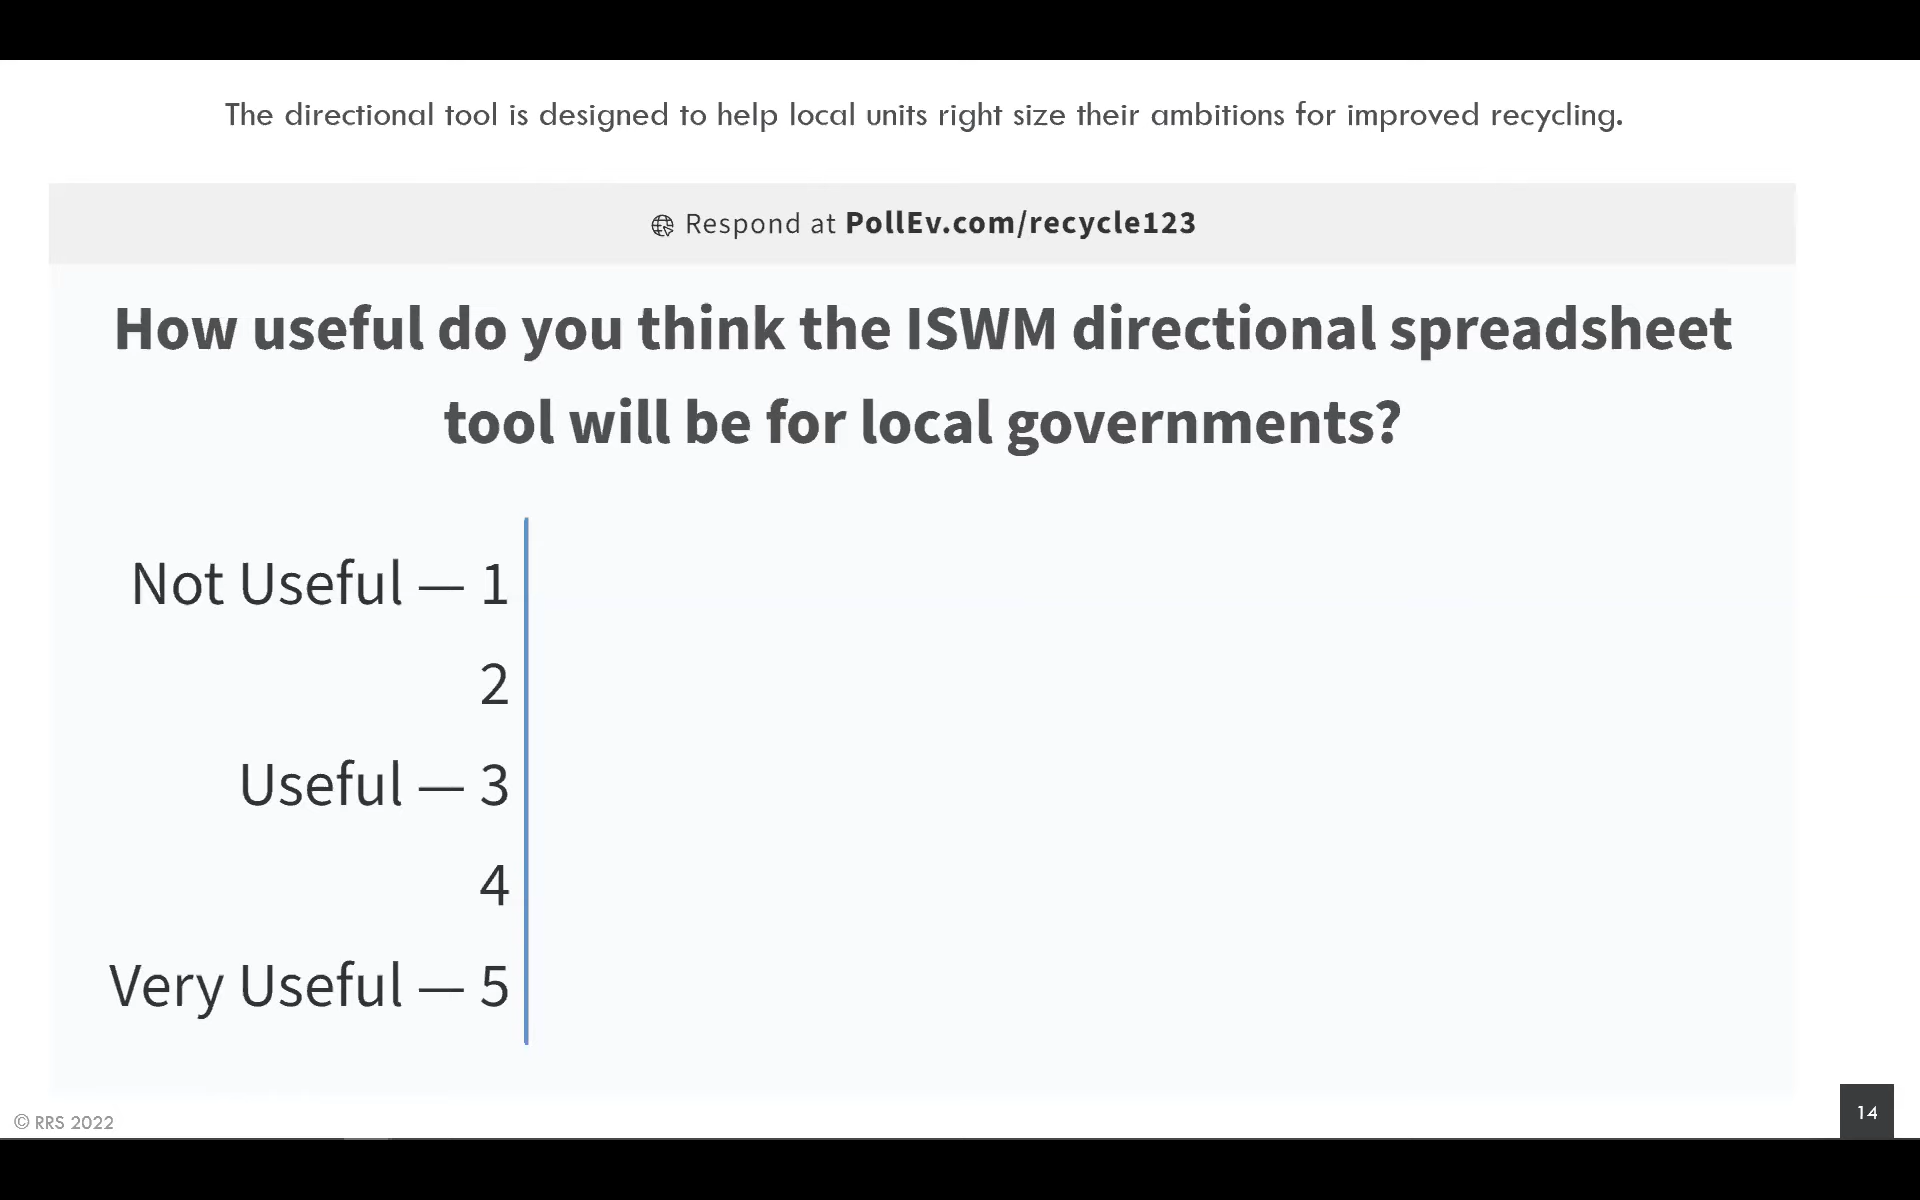 The directional tool is designed to help local units right size their ambitions for improved recycling.
Respond at PollEv.com/recycle123
How useful do you think the ISWM directional spreadsheet
tool will be for local governments?
Not Useful — 1
2
Useful — 3
4
Very Useful — 5
© RRS 2022
14